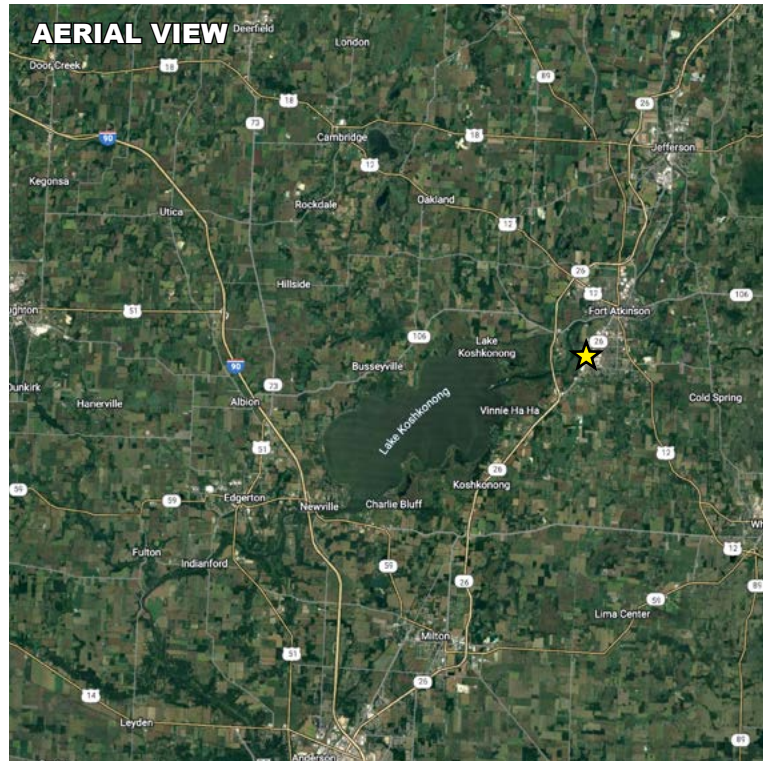 AERIAL VIEW
Deerfield
London
Door Creek
18
89
18
26
73
90
Cambridge
18
Jefferson
12
Kegonsa
Rockdale
Oakland
Utica
12
26
Hillside
12
106
51
Fort Atkinson
ughton
106
Lake
Koshkonong
26
Busseyville
90
73
Dunkirk
Hanerville
Albion
Lake Koshkonong
Vinnie Ha Ha
Cold Spring
51
12
26
59
59
Edgerton
Koshkonong
Newville
Charlie Bluff
Wh
12
Fulton
Indianford
59
26
89
59
Lima Center
Milton
51
14
26
Leyden
89
Anderson